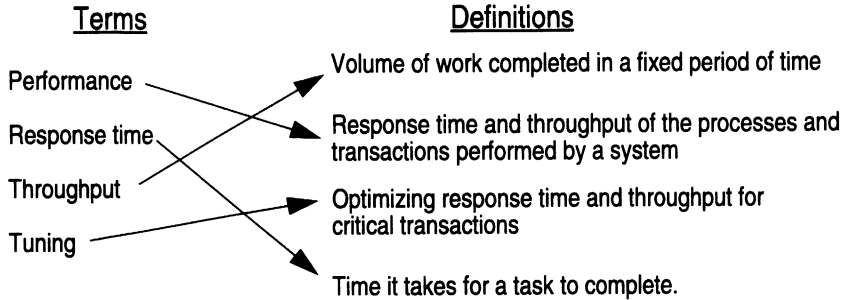 Terms
Definitions
Performance
Response time
Throughput
Tuning
Volume of work completed in a fixed period of time
Response time and throughput of the processes and
transactions performed by a system
Optimizing response time and throughput for
critical transactions
Time it takes for a task to complete.